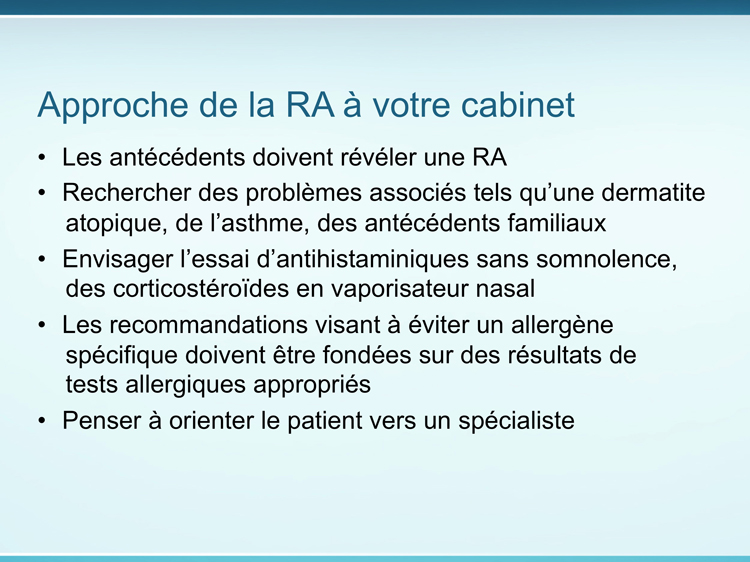 Approche de la RA à votre cabinet
• Les antécédents doivent révéler une RA
• Rechercher des problèmes associés tels qu’une dermatite
atopique, de l’asthme, des antécédents familiaux
• Envisager l’essai d’antihistaminiques sans somnolence,
des corticostéroïdes en vaporisateur nasal
• Les recommandations visant à éviter un allergène
spécifique doivent être fondées sur des résultats de
tests allergiques appropriés
• Penser à orienter le patient vers un spécialiste